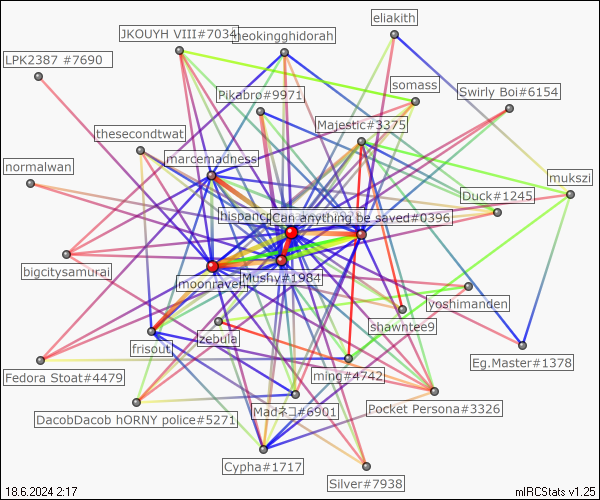 eliakith
JKOUYH VIII#7034
neokingghidorah
LPK2387 #7690
somass
Swirly Boi#6154
Pikabro#9971
Majestic#3375
thesecondtwat
marcemadness
normalwan
mukszi
Duck#1245
Can anything be saved#0396
bigcitysamurai
moonraven
Mushy#1984
yoshimanden
shawntee9
zebula
frisout
Eg.Master#1378
ming#4742
Fedora Stoat#4479
Pocket Persona#3326
DacobDacob hORNY police#5271
Madネコ#6901
Cypha#1717
Silver#7938
18.6.2024 2:17
mIRCStats v1.25